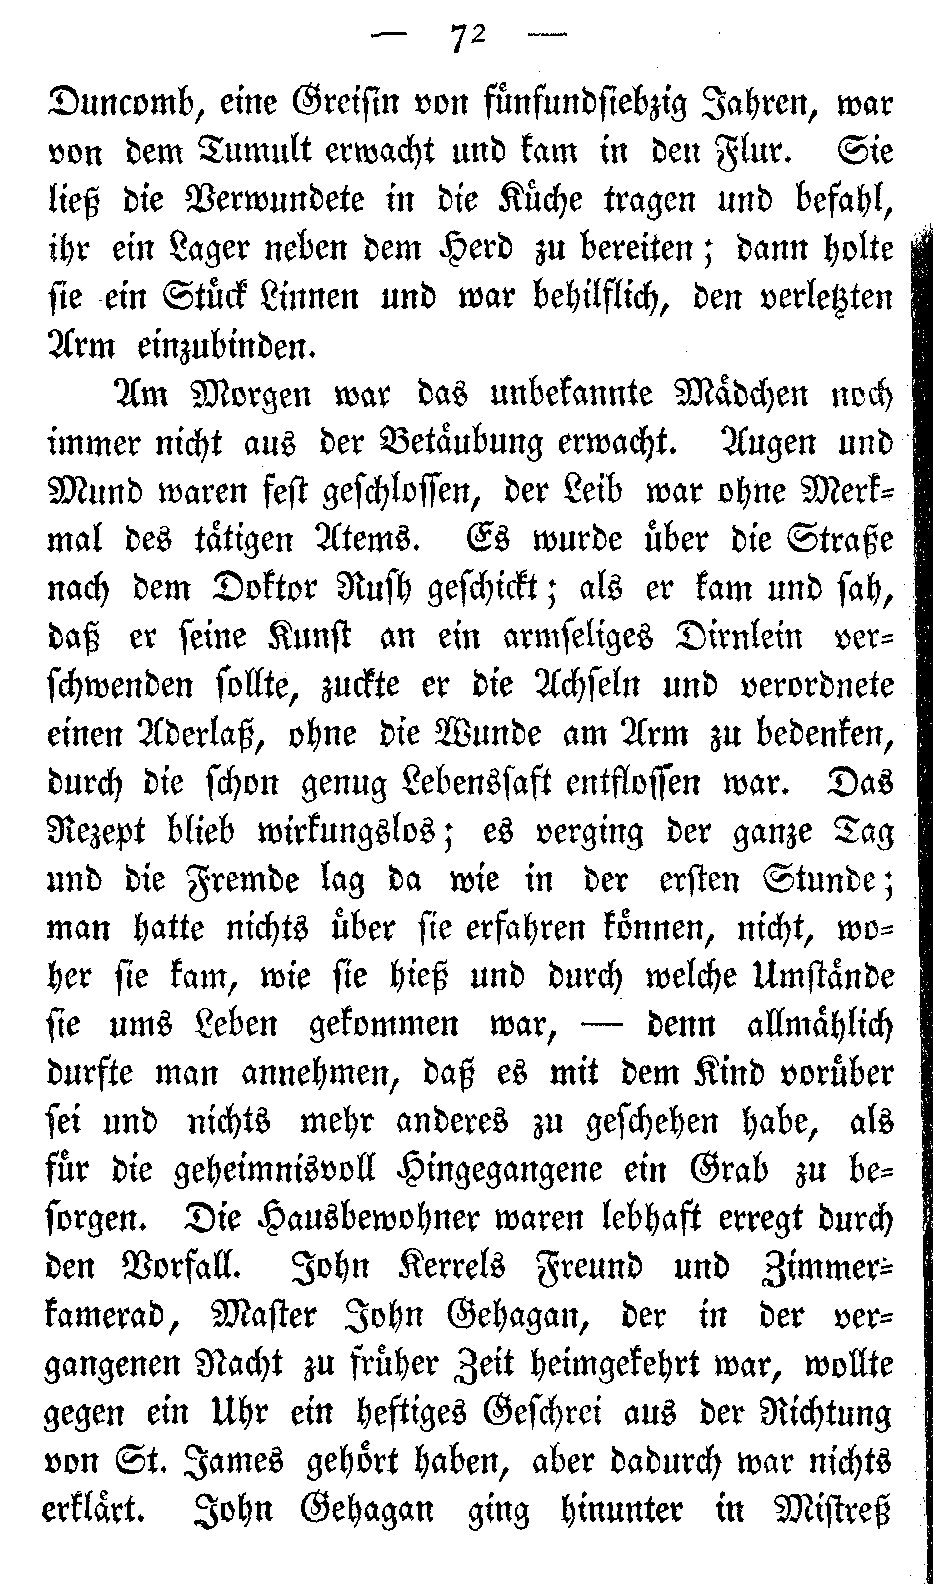 — 72 —
Duncomb, eine Greisin von fünfundsiebzig Jahren, war
von dem Tumult erwacht und kam in den Flur. Sie
ließ die Verwundete in die Küche tragen und befahl,
ihr ein Lager neben dem Herd zu bereiten; dann holte
sie ein Stück Linnen und war behilflich, den verletzten
Arm einzubinden.
Am Morgen war das unbekannte Mädchen noch
immer nicht aus der Betäubung erwacht. Augen und
Mund waren fest geschlossen, der Leib war ohne Merk-
mal des tätigen Atems. Es wurde über die Straße
nach dem Doktor Rush geschickt; als er kam und sah,
daß er seine Kunst an ein armseliges Dirnlein ver-
schwenden sollte, zuckte er die Achseln und verordnete
einen Aderlaß, ohne die Wunde am Arm zu bedenken,
durch die schon genug Lebenssaft entflossen war. Das
Rezept blieb wirkungslos; es verging der ganze Tag
und die Fremde lag da wie in der ersten Stunde;
man hatte nichts über sie erfahren können, nicht, wo-
her sie kam, wie sie hieß und durch welche Umstände
sie ums Leben gekommen war, — denn allmählich
durfte man annehmen, daß es mit dem Kind vorüber
sei und nichts mehr anderes zu geschehen habe, als
für die geheimnisvoll Hingegangene ein Grab zu be-
sorgen. Die Hausbewohner waren lebhaft erregt durch
den Vorfall. John Kerrels Freund und Zimmer-
kamerad, Master John Gehagan, der in der ver-
gangenen Nacht zu früher Zeit heimgekehrt war, wollte
gegen ein Uhr ein heftiges Geschrei aus der Richtung
von St. James gehört haben, aber dadurch war nichts
erklärt. John Gehagan ging hinunter in Mistreß